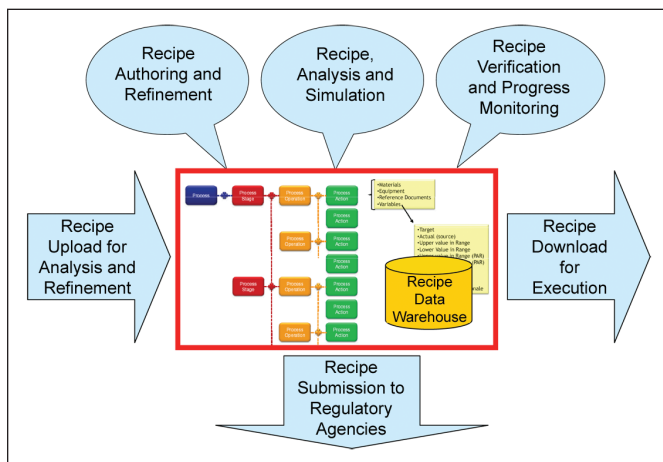 Recipe
Authoring and
Refinement
Recipe,
Analysis and
Simulation
Recipe
Verification
and Progress
Monitoring
Recipe
Upload for
Analysis and
Refinement
Process
Process
Stage
Process
Operation
Process
Action
Process
Action
Process
Operation
Process
Action
Process
Action
Process
Stage
Process
Operation
Process
Action
Process
Action
Process
Operation
Process
Action
•Materials
•Equipment
•Reference Documents
•Variables
•Target
•Actual (source)
•Upper value in Range
•Lower Value in Range
(PAR)
Recipe
Data
Warehouse
Recipe
Download
for
Execution
Recipe
Submission to
Regulatory
Agencies